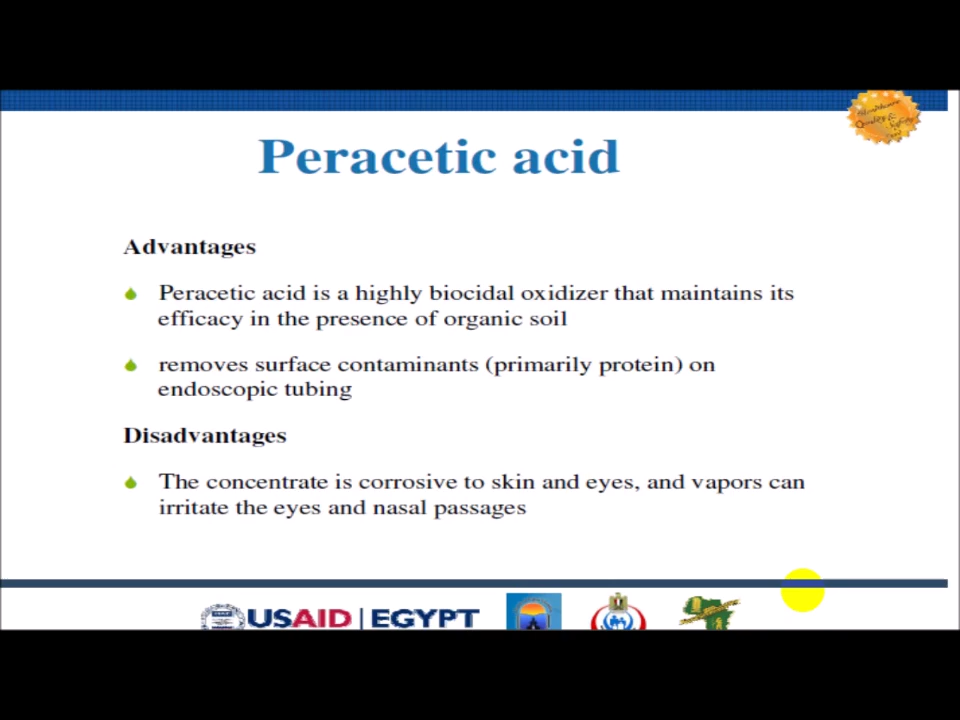 Healthcare
Quality &
Peracetic acid
Advantages
Peracetic acid is a highly biocidal oxidizer that maintains its
efficacy in the presence of organic soil
removes surface contaminants (primarily protein) on
endoscopic tubing
Disadvantages
The concentrate is corrosive to skin and eyes, and vapors can
irritate the eyes and nasal passages
USAID | EGYPT